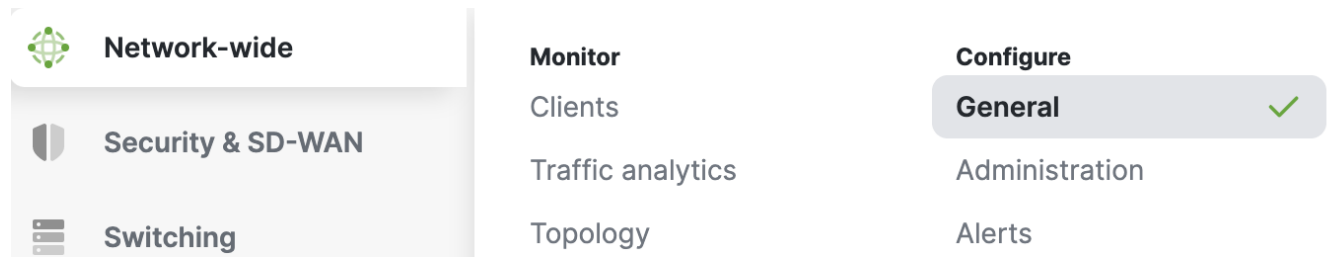 Network-wide
Security & SD-WAN
Switching
Monitor
Clients
Traffic analytics
Topology
Configure
General
Administration
Alerts